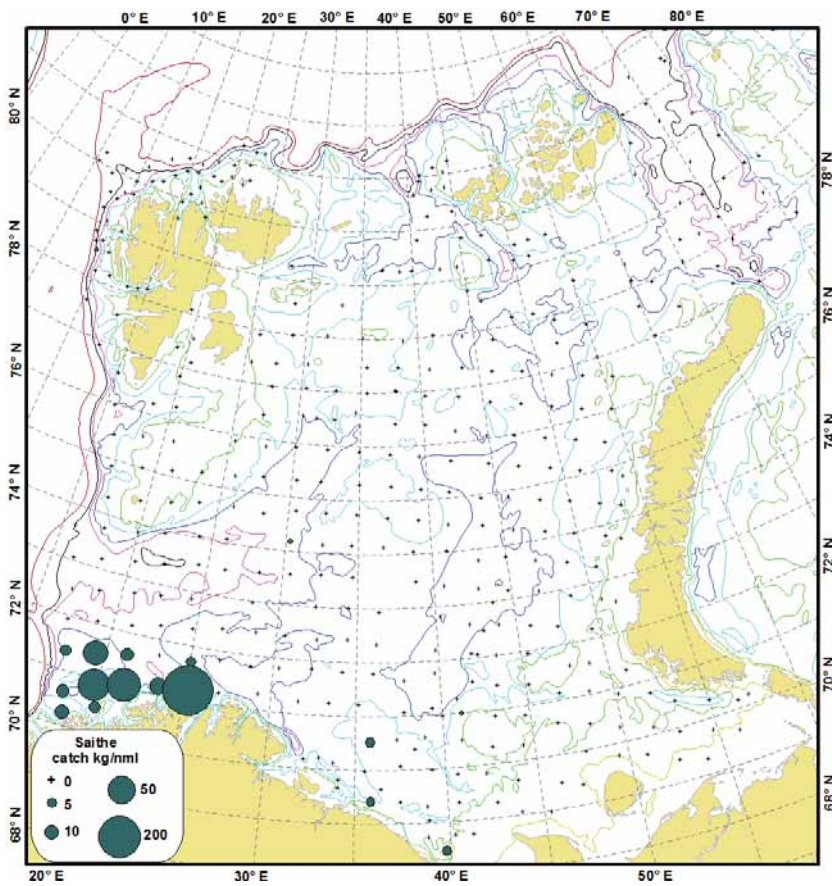 0° E 10° E 20° E 30° E 40° E 50° E 60° E 70° E 80° E
80° N
78° N
76° N
74° N
72° N
70° N
68° N
78° N
76° N
74° N
72° N
70° N
68° N
Saithe
catch kg/nml
0
5
10
50
200
20° E 30° E 40° E 50° E